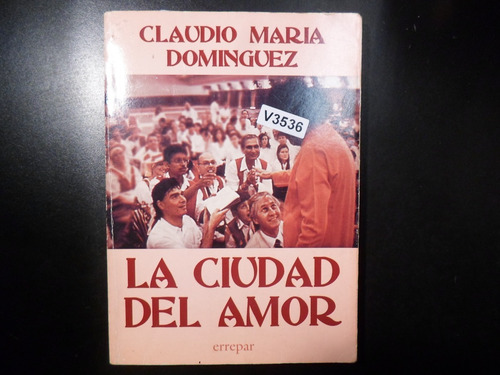 CLAUDIO MARIA
DOMINGUEZ
V3536
LA CIUDAD
DEL AMOR
errepar